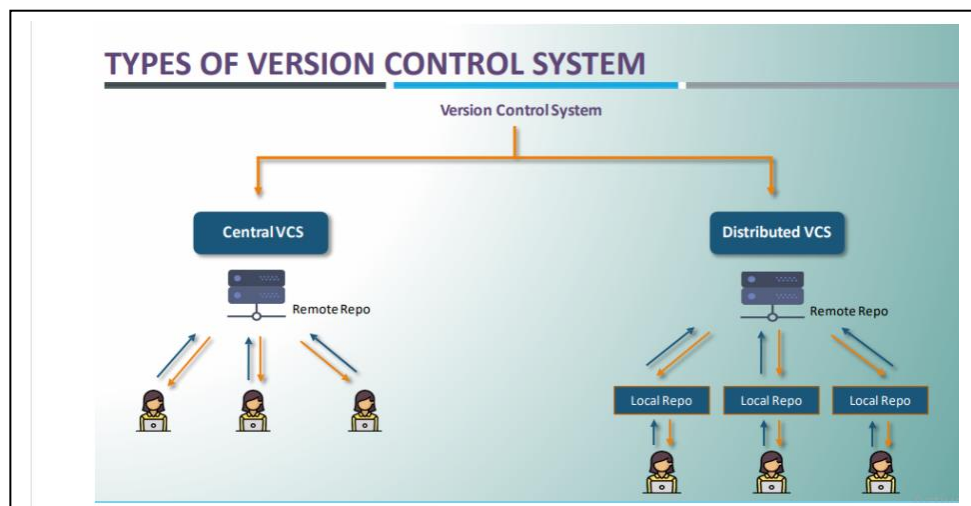 TYPES OF VERSION CONTROL SYSTEM
Version Control System
Central VCS
Distributed VCS
Remote Repo
Remote Repo
Local Repo
Local Repo
Local Repo